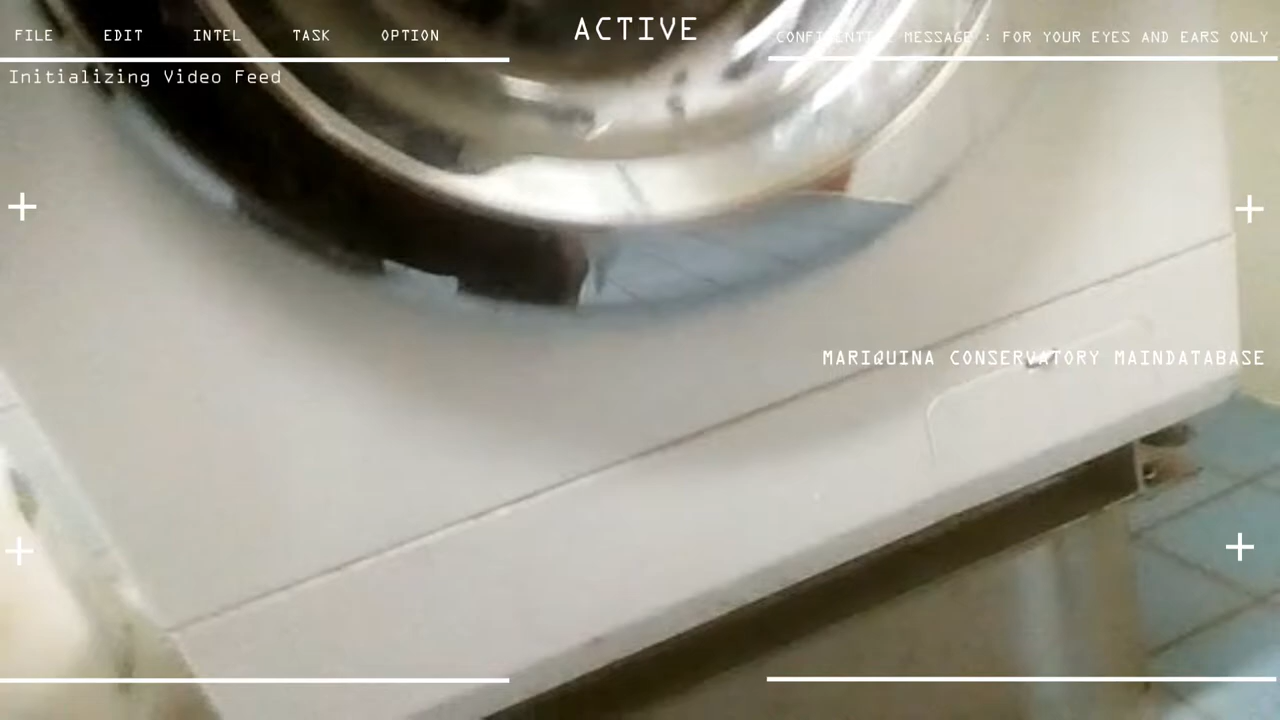 FILE EDIT INTEL TASK OPTION
ACTIVE
CONFIDENTIAL MESSAGE : FOR YOUR EYES AND EARS ONLY
Initializing Video Feed
MARIQUINA CONSERVATORY MAINDATABASE